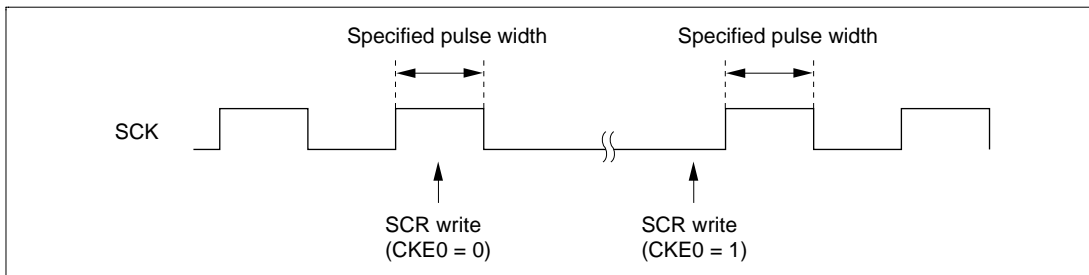 Specified pulse width
Specified pulse width
SCK
SCR write
(CKE0 = 0)
SCR write
(CKE0 = 1)